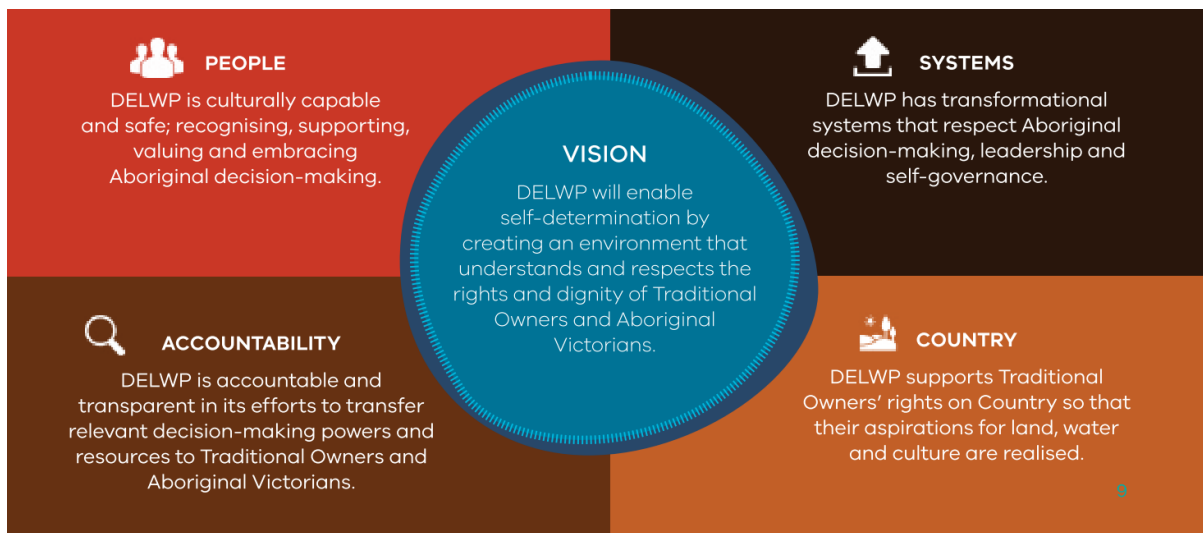 PEOPLE
DELWP is culturally capable
and safe; recognising, supporting,
valuing and embracing
Aboriginal decision-making.
SYSTEMS
DELWP has transformational
systems that respect Aboriginal
decision-making, leadership and
self-governance.
VISION
DELWP will enable
self-determination by
creating an environment that
understands and respects the
rights and dignity of Traditional
Owners and Aboriginal
Victorians.
ACCOUNTABILITY
DELWP is accountable and
transparent in its efforts to transfer
relevant decision-making powers and
resources to Traditional Owners and
Aboriginal Victorians.
COUNTRY
DELWP supports Traditional
Owners’ rights on Country so that
their aspirations for land, water
and culture are realised.
9